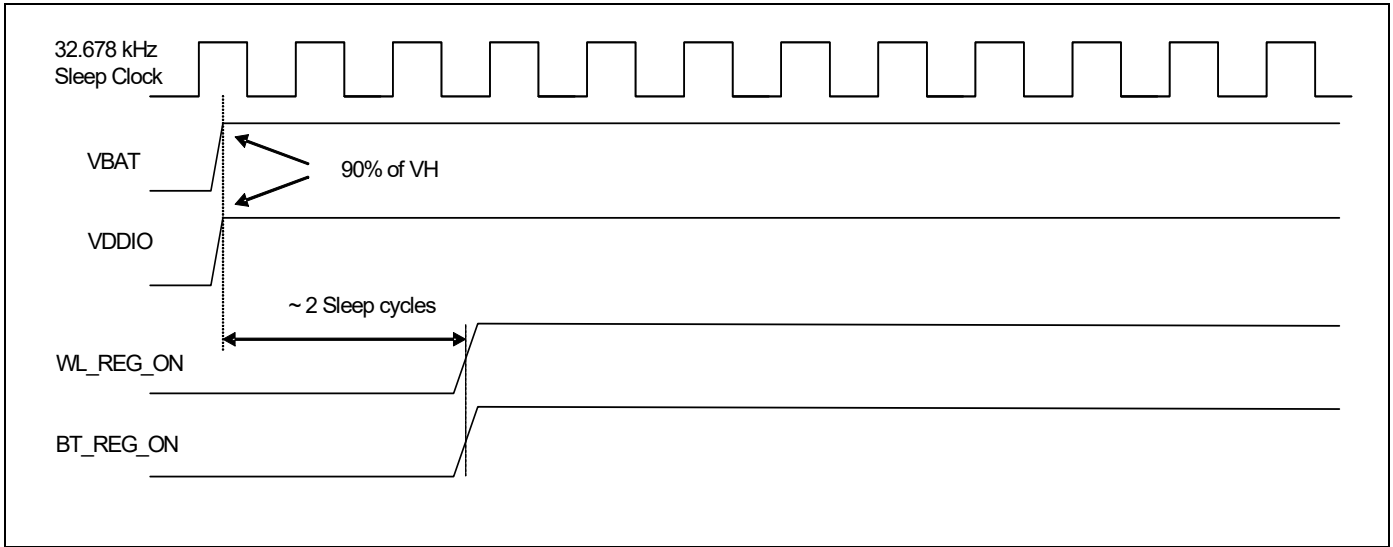 32.678 kHz
Sleep Clock
VBAT
90% of VH
VDDIO
~ 2 Sleep cycles
WL_REG_ON
BT_REG_ON